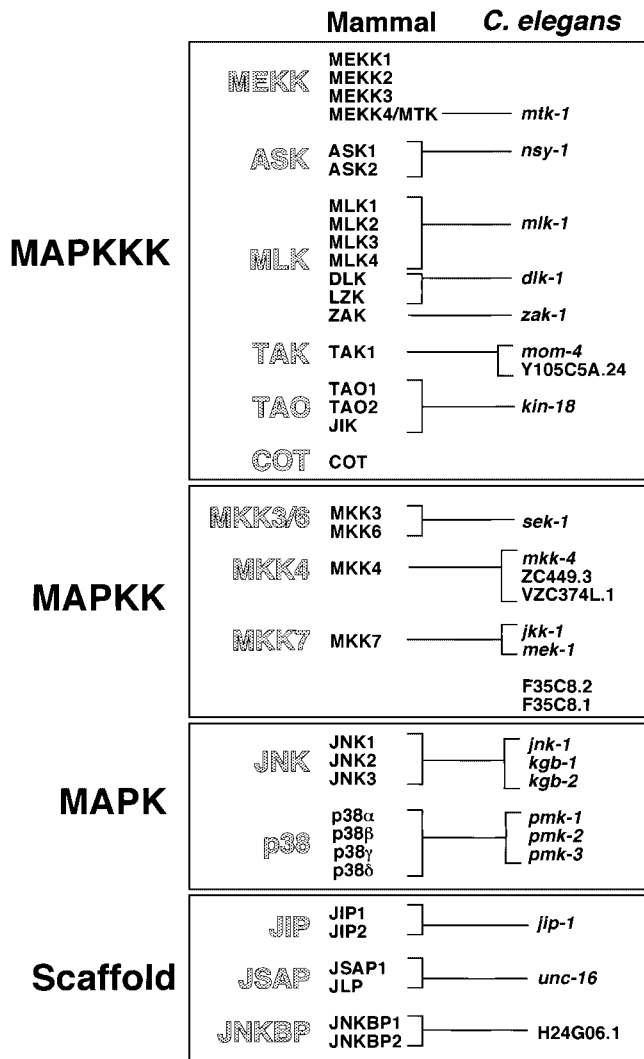 Mammal C. elegans
MAPKKK
MEKK
MEKK1
MEKK2
MEKK3
MEKK4/MTK mtk-1
ASK
ASK1 nsy-1
ASK2
MLK
MLK1
MLK2 mlk-1
MLK3
MLK4
DLK dlk-1
LZK
ZAK zak-1
TAK
TAK1 mom-4
Y105C5A.24
TAO
TAO1
TAO2 kin-18
JIK
COT COT
MAPKK
MKK3/6
MKK3 sek-1
MKK6
MKK4
MKK4 mkk-4
ZC449.3
VZC374L.1
MKK7
MKK7 jkk-1
mek-1
F35C8.2
F35C8.1
MAPK
JNK
JNK1 jnk-1
JNK2 kgb-1
JNK3 kgb-2
p38
p38α pmk-1
p38β pmk-2
p38γ pmk-3
p38δ
Scaffold
JIP
JIP1 jip-1
JIP2
JSAP
JSAP1 unc-16
JLP
JNKBP
JNKBP1 H24G06.1
JNKBP2